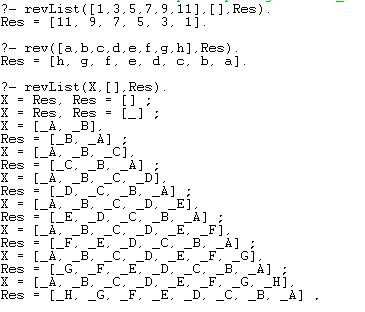 ?- revList([1,3,5,7,9,11],[],Res).
Res = [11, 9, 7, 5, 3, 1].
?- rev([a,b,c,d,e,f,g,h],Res).
Res = [h, g, f, e, d, c, b, a].
?- revList(X,[],Res).
X = Res, Res = [] ;
X = Res, Res = [_] ;
X = [_A, _B],
Res = [_B, _A] ;
X = [_A, _B, _C],
Res = [_C, _B, _A] ;
X = [_A, _B, _C, _D],
Res = [_D, _C, _B, _A] ;
X = [_A, _B, _C, _D, _E],
Res = [_E, _D, _C, _B, _A] ;
X = [_A, _B, _C, _D, _E, _F],
Res = [_F, _E, _D, _C, _B, _A] ;
X = [_A, _B, _C, _D, _E, _F, _G],
Res = [_G, _F, _E, _D, _C, _B, _A] ;
X = [_A, _B, _C, _D, _E, _F, _G, _H],
Res = [_H, _G, _F, _E, _D, _C, _B, _A] .